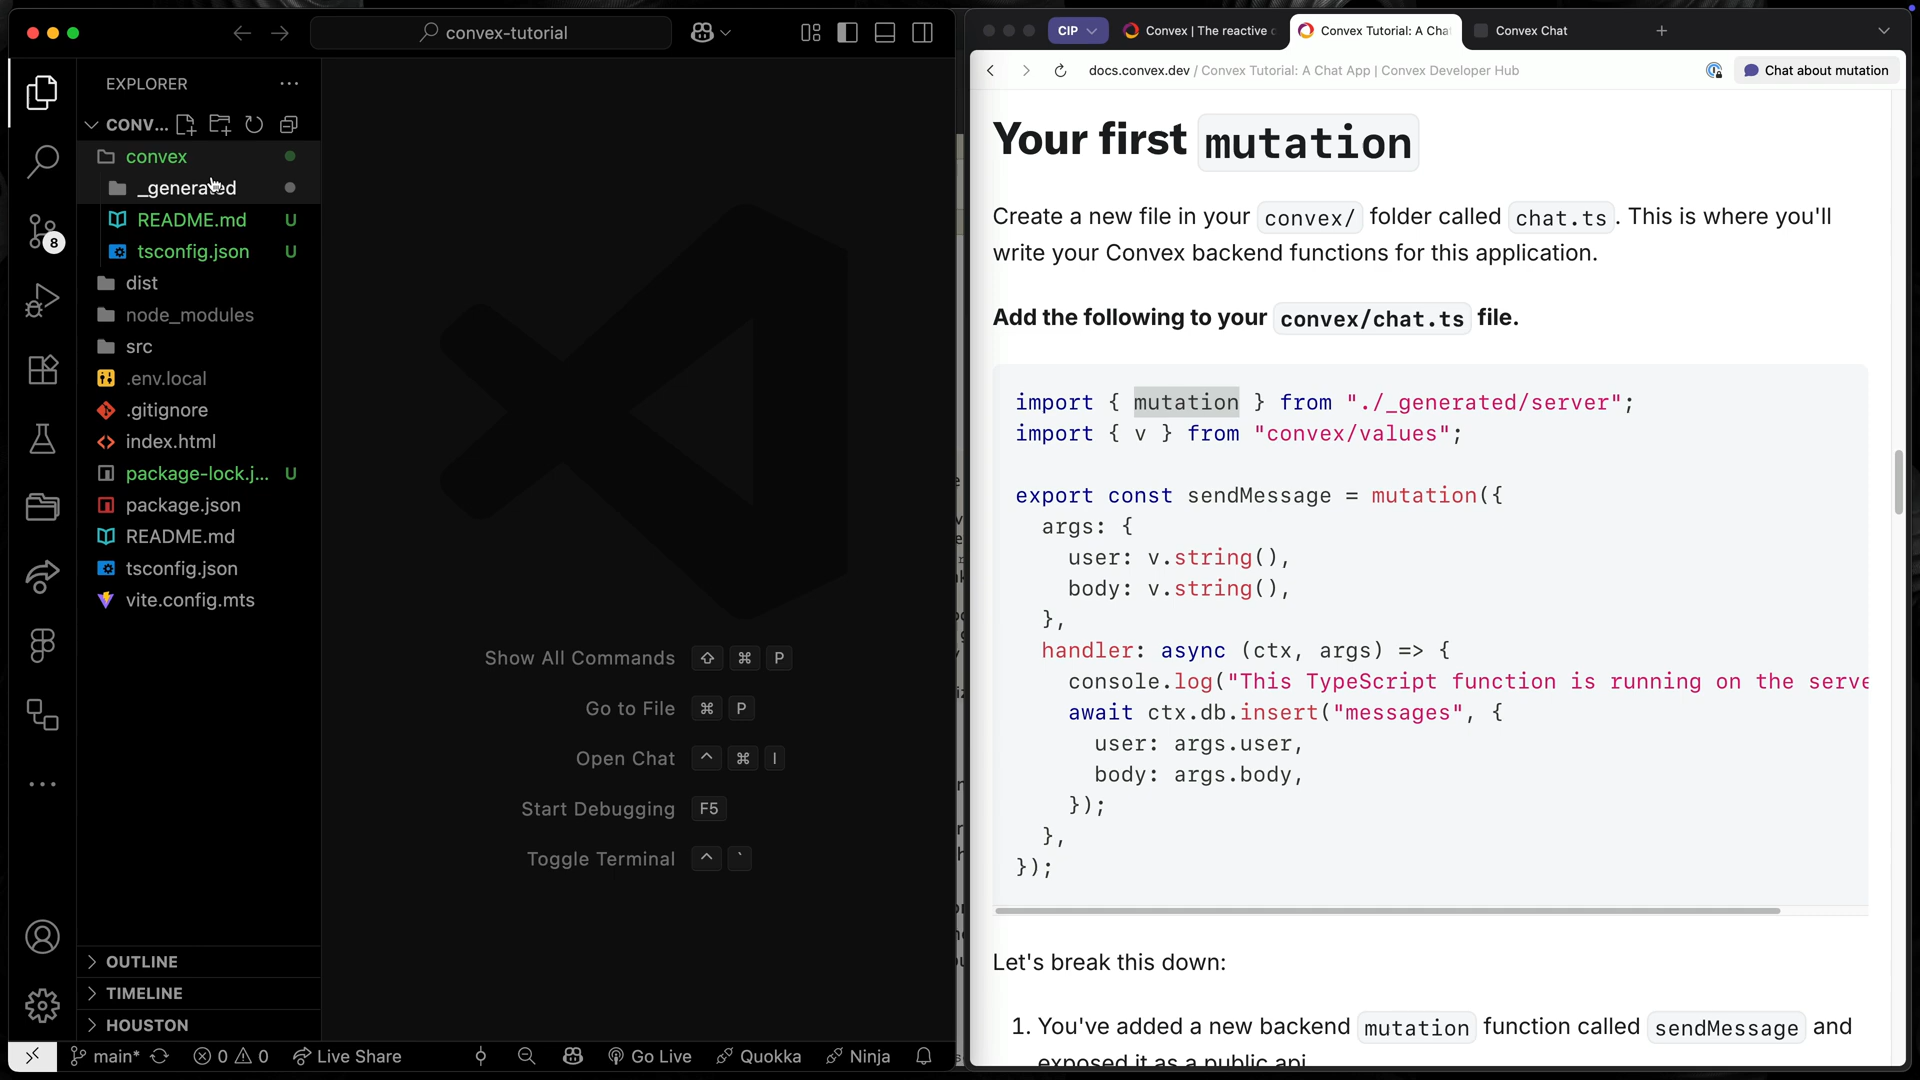 convex-tutorial
EXPLORER
CONV...
convex
_generated
README.md U
tsconfig.json U
dist
node_modules
src
.env.local
.gitignore
index.html
package-lock.j... U
package.json
README.md
tsconfig.json
vite.config.mts
8
Show All Commands ⇧ ⌘ P
Go to File ⌘ P
Open Chat ^ ⌘ I
Start Debugging F5
Toggle Terminal ^ `
OUTLINE
TIMELINE
HOUSTON
main* 0 0 Live Share Go Live Quokka Ninja
CIP Convex | The reactive Convex Tutorial: A Cha Convex Chat
docs.convex.dev / Convex Tutorial: A Chat App | Convex Developer Hub Chat about mutation
Your first mutation
Create a new file in your convex/ folder called chat.ts. This is where you'll
write your Convex backend functions for this application.
Add the following to your convex/chat.ts file.
import { mutation } from "./_generated/server";
import { v } from "convex/values";
export const sendMessage = mutation({
args: {
user: v.string(),
body: v.string(),
},
handler: async (ctx, args) => {
console.log("This TypeScript function is running on the serve
await ctx.db.insert("messages", {
user: args.user,
body: args.body,
});
},
});
Let's break this down:
1. You've added a new backend mutation function called sendMessage and
exposed it as a public api